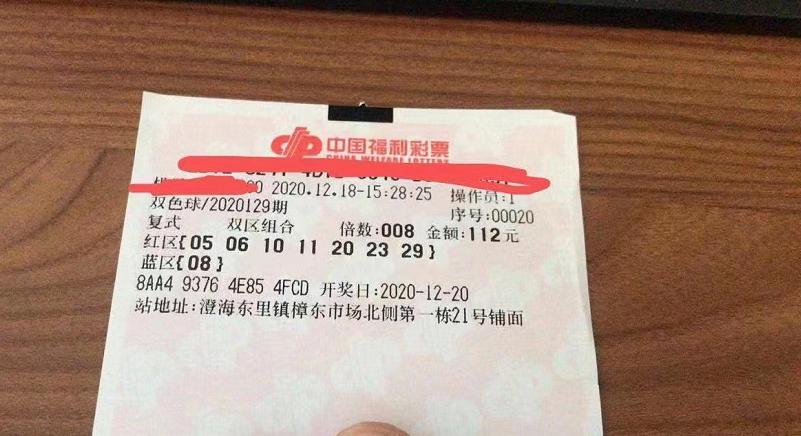 中国福利彩票
CHINA WELFARE LOTTERY
2020.12.18-15:28:25 操作员:1
双色球/2020129期 序号:00020
复式 双区组合 倍数:008 金额:112元
红区{05 06 10 11 20 23 29}
蓝区{08}
8AA4 9376 4E85 4FCD 开奖日:2020-12-20
站地址:澄海东里镇樟东市场北侧第一栋21号铺面